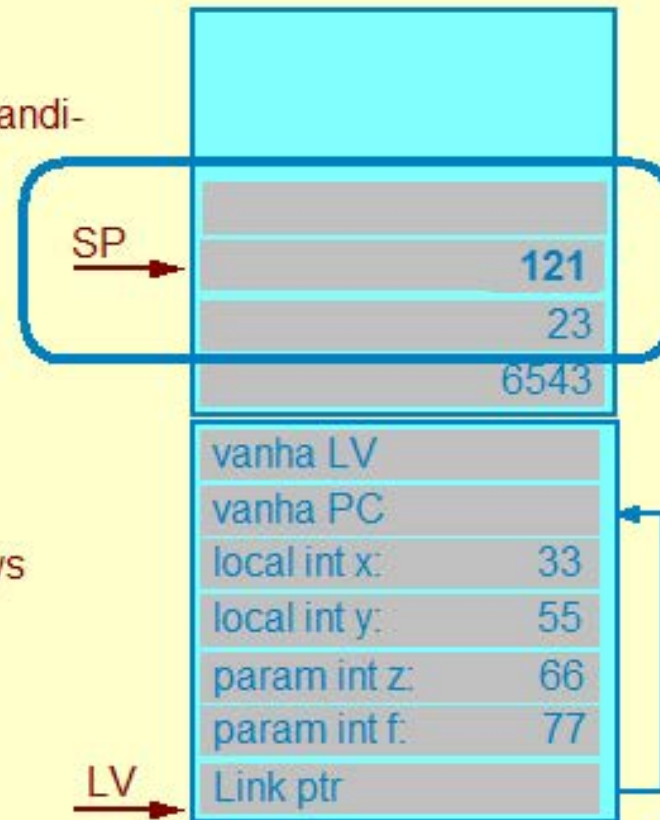 andi-
SP
121
23
6543
vanha LV
vanha PC
local int x: 33
ws
local int y: 55
param int z: 66
param int f: 77
LV
Link ptr